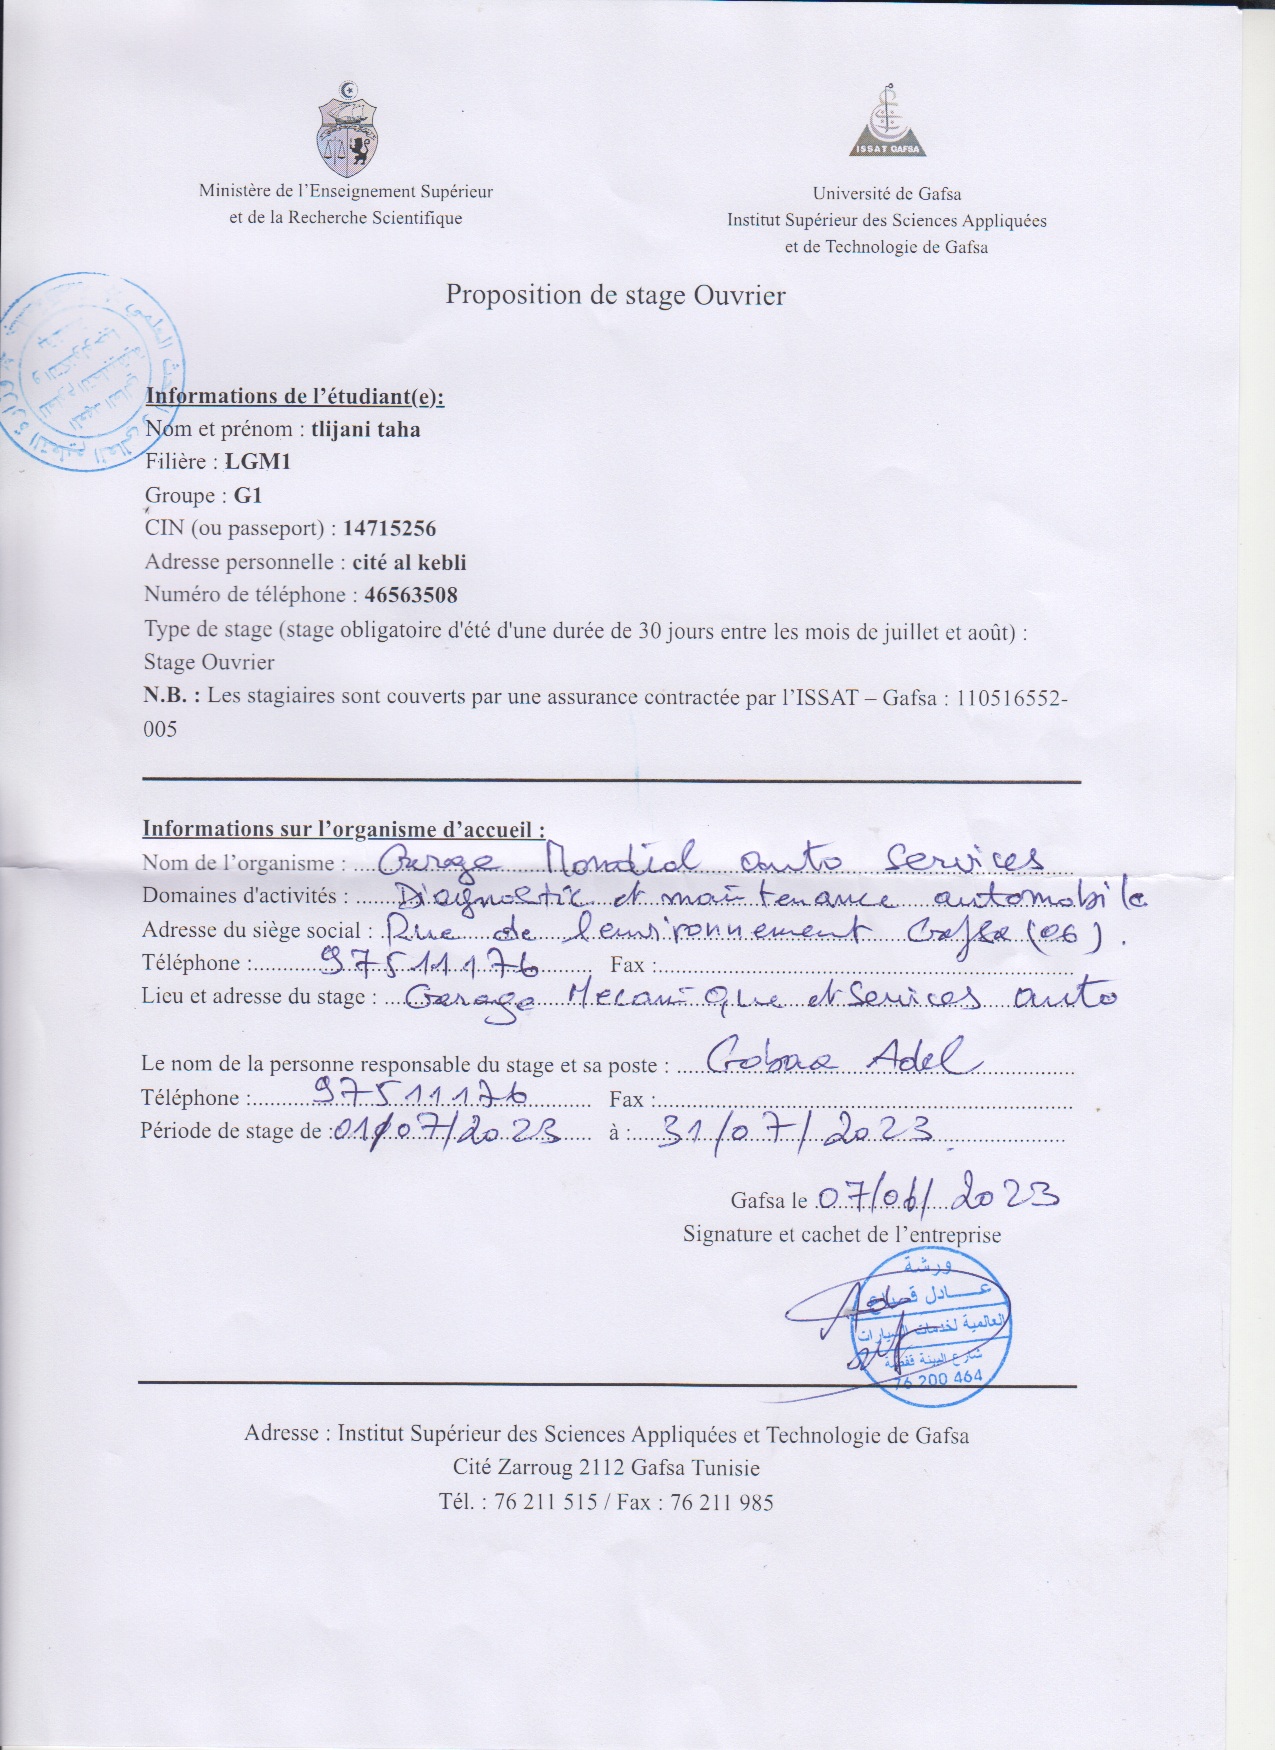 ISSAT GAFSA
Ministère de l'Enseignement Supérieur
et de la Recherche Scientifique
Université de Gafsa
Institut Supérieur des Sciences Appliquées
et de Technologie de Gafsa
Proposition de stage Ouvrier
Informations de l'étudiant(e):
Nom et prénom : tlijani taha
Filière : LGM1
Groupe : G1
CIN (ou passeport) : 14715256
Adresse personnelle : cité al kebli
Numéro de téléphone : 46563508
Type de stage (stage obligatoire d'été d'une durée de 30 jours entre les mois de juillet et août) :
Stage Ouvrier
N.B. : Les stagiaires sont couverts par une assurance contractée par l'ISSAT – Gafsa : 110516552-
005
Informations sur l'organisme d'accueil :
Nom de l'organisme : Garage Mondial auto Services
Domaines d'activités : Diagnostic et maintenance automobile
Adresse du siège social : Rue de lenvironnement Gafsa (06).
Téléphone : 97511176 Fax :
Lieu et adresse du stage : Garage Mecanique et Services auto
Le nom de la personne responsable du stage et sa poste : Adel
Téléphone : 97511176 Fax :
Période de stage de : 01/07/2023 à : 31/07/2023
Gafsa le 07/06/2023
Signature et cachet de l'entreprise
ورشة
عادل
العالمية لخدمات السيارات
شارع البيئة قفصة
76 200 464
Adresse : Institut Supérieur des Sciences Appliquées et Technologie de Gafsa
Cité Zarroug 2112 Gafsa Tunisie
Tél. : 76 211 515 / Fax : 76 211 985